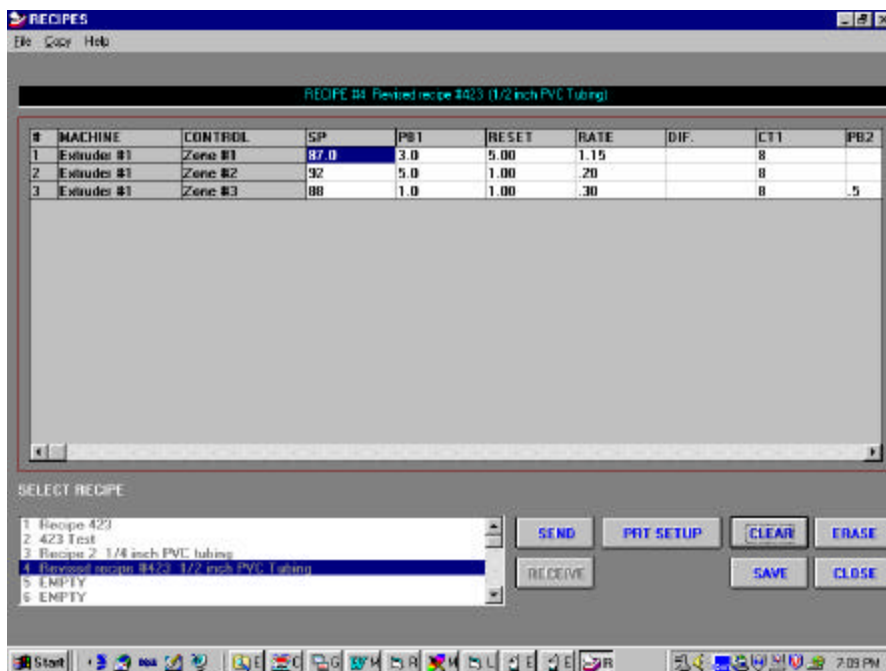 RECIPES
File Copy Help
RECIPE #4 Revised recipe #423 (1/2 inch PVC Tubing)
# MACHINE CONTROL SP PB1 RESET RATE DIF. CT1 PB2
1 Extruder #1 Zone #1 87.0 3.0 5.00 1.15 8
2 Extruder #1 Zone #2 92 5.0 1.00 .20 8
3 Extruder #1 Zone #3 88 1.0 1.00 .30 8 .5
SELECT RECIPE
1 Recipe 423
2 423 Test
3 Recipe 2 1/4 inch PVC tubing
4 Revised recipe #423 1/2 inch PVC Tubing
5 EMPTY
6 EMPTY
SEND PRT SETUP CLEAR ERASE
RECEIVE SAVE CLOSE
Start E C G M R M L E E R 7:09 PM